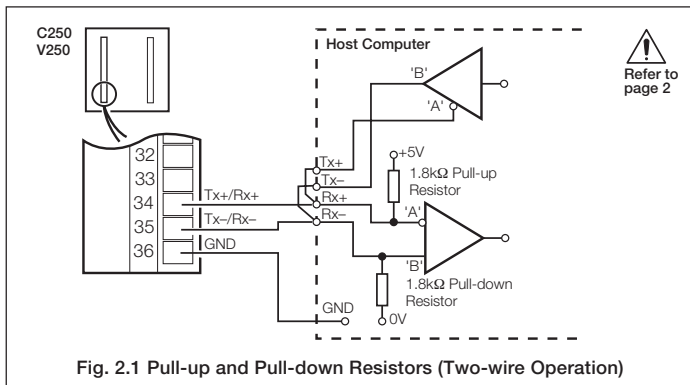 C250
V250
Host Computer
Refer to
page 2
'B'
'A'
32
33
34
35
36
Tx+/Rx+
Tx–/Rx–
GND
Tx+
Tx–
Rx+
Rx–
+5V
1.8kΩ Pull-up
Resistor
'A'
'B'
1.8kΩ Pull-down
Resistor
GND
0V
Fig. 2.1 Pull-up and Pull-down Resistors (Two-wire Operation)